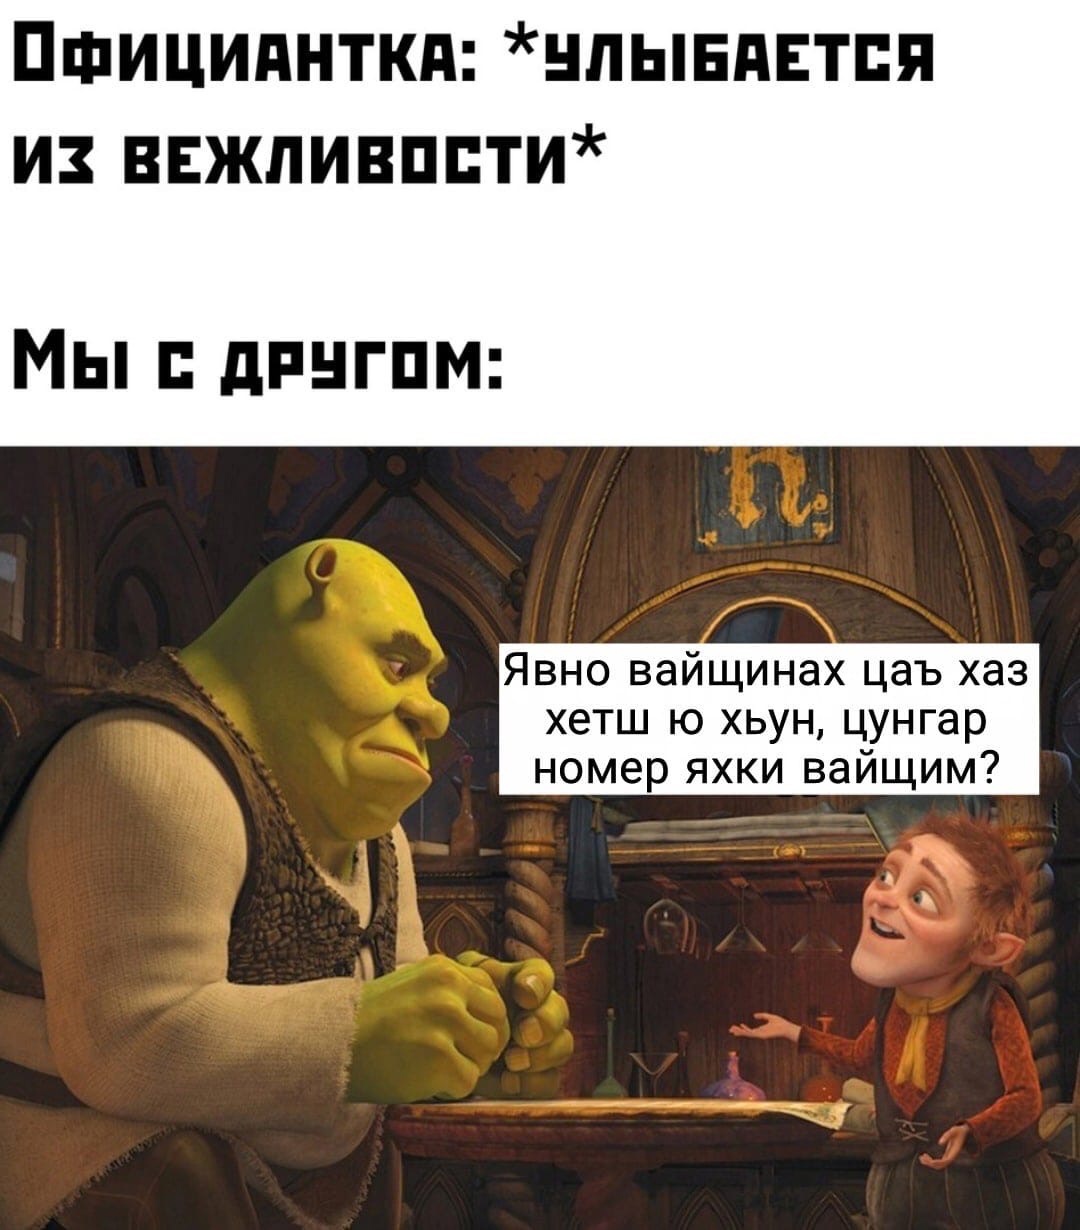 Официантка: *улыбается
из вежливости*
Мы с другом:
Явно вайщинах цаъ хаз
хетш ю хьун, цунгар
номер яхки вайщим?